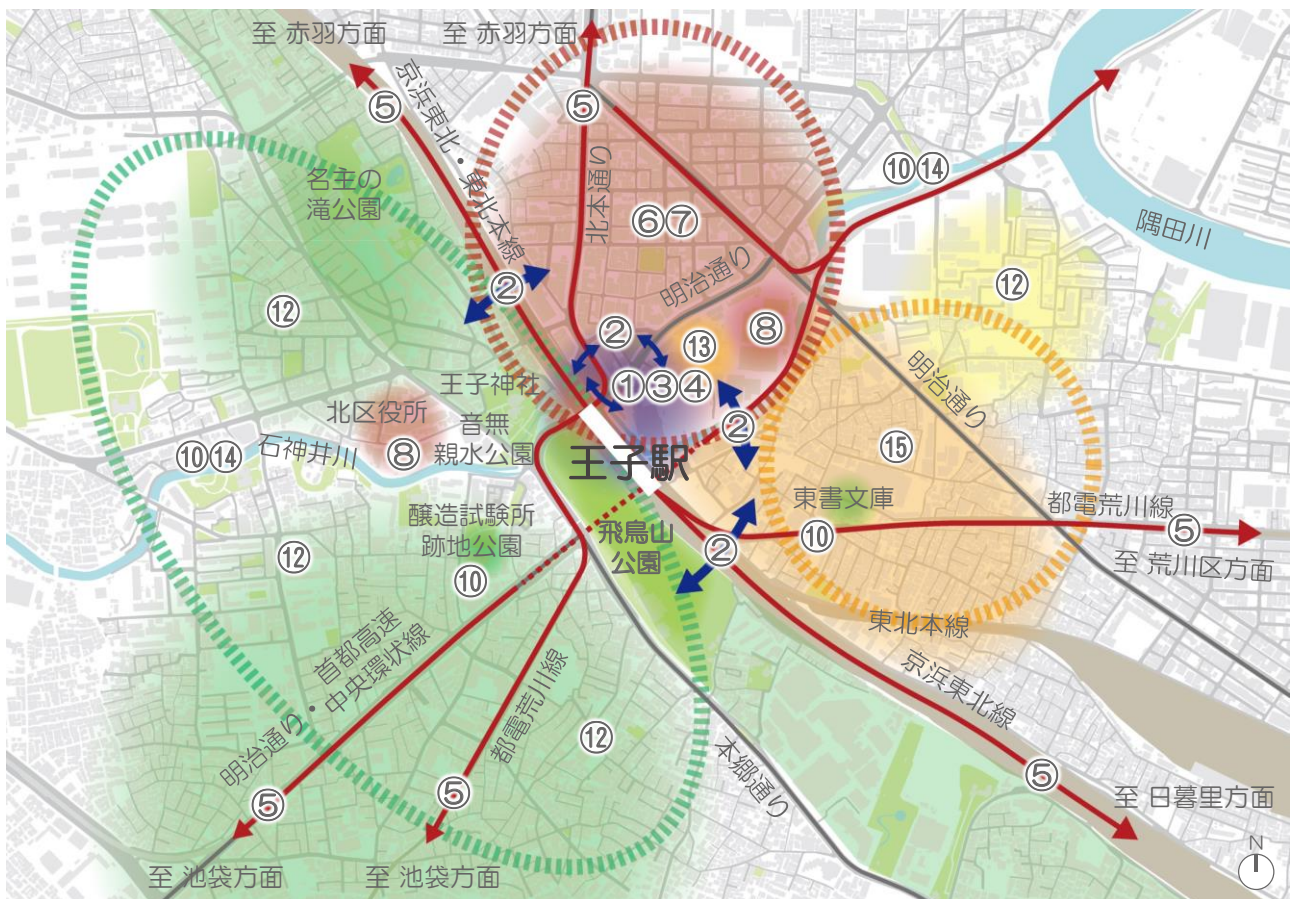 至 赤羽方面
至 赤羽方面
⑤
京浜東北・東北本線
⑤
北本通り
名主の
滝公園
⑥⑦
⑩⑭
隅田川
明治通り
⑫
②
⑫
②
⑬
⑧
①③④
明治通り
王子神社
北区役所
音無
親水公園
⑧
⑩⑭
石神井川
王子駅
②
⑮
東書文庫
都電荒川線
⑤
至 荒川区方面
醸造試験所
跡地公園
⑩
飛鳥山
公園
②
⑩
⑫
東北本線
京浜東北線
首都高速
中央環状線
明治通り・
都電荒川線
⑫
本郷通り
⑤
⑤
⑤
至 日暮里方面
至 池袋方面
至 池袋方面
N